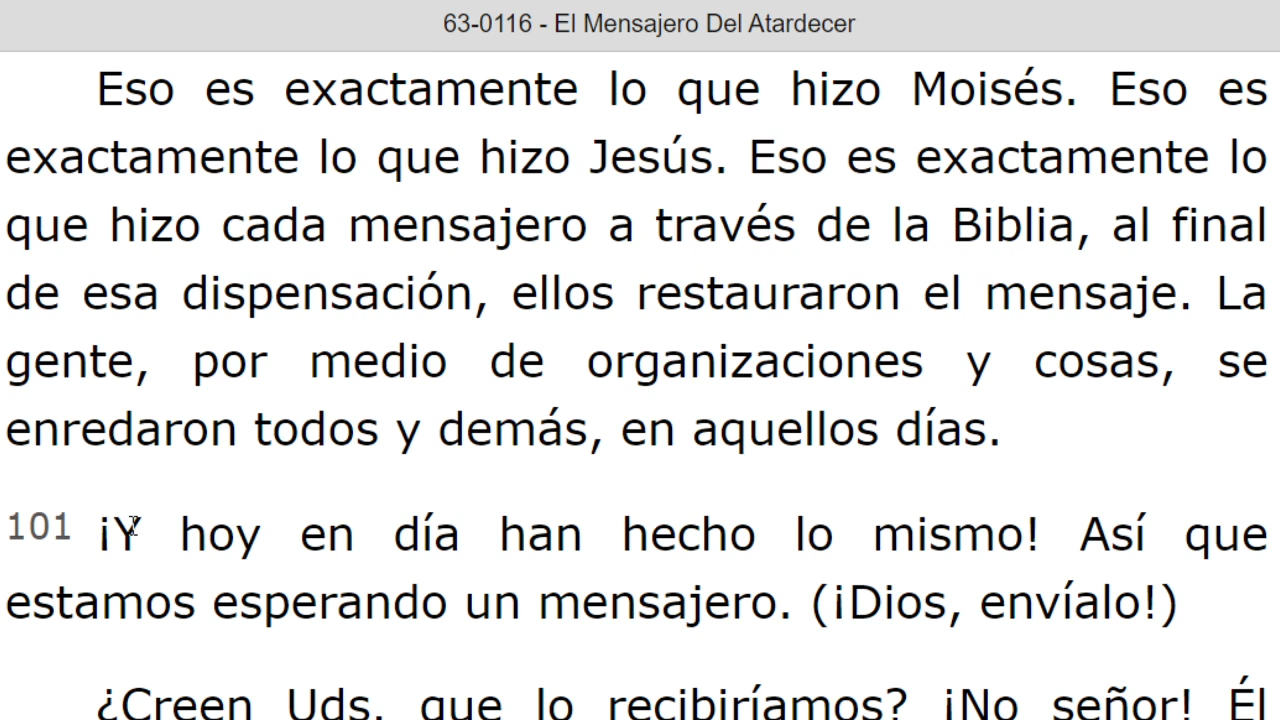 63-0116 - El Mensajero Del Atardecer
Eso es exactamente lo que hizo Moisés. Eso es
exactamente lo que hizo Jesús. Eso es exactamente lo
que hizo cada mensajero a través de la Biblia, al final
de esa dispensación, ellos restauraron el mensaje. La
gente, por medio de organizaciones y cosas, se
enredaron todos y demás, en aquellos días.
101 ¡Y hoy en día han hecho lo mismo! Así que
estamos esperando un mensajero. (¡Dios, envíalo!)
¿Creen Uds. que lo recibiríamos? ¡No señor! Él